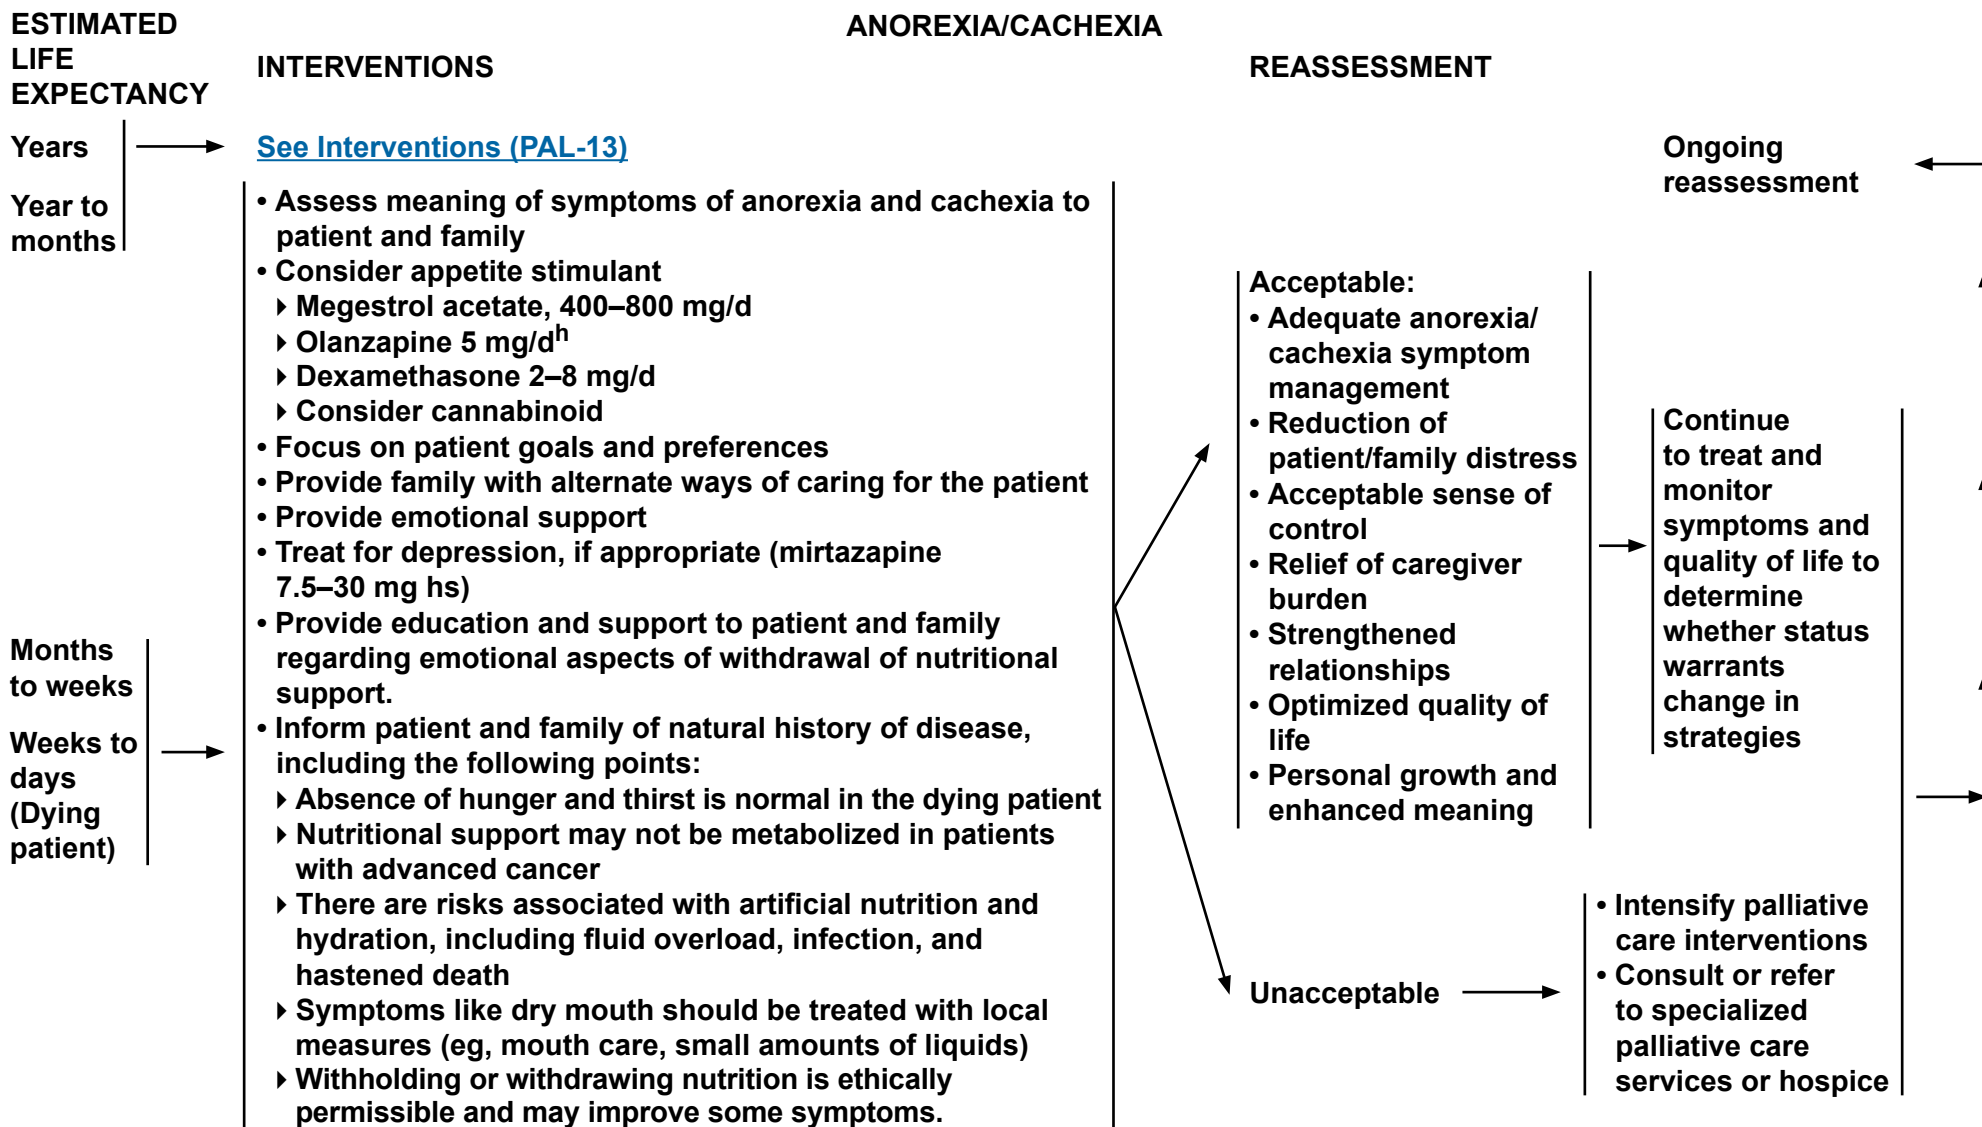 ESTIMATED
LIFE
EXPECTANCY
ANOREXIA/CACHEXIA
INTERVENTIONS
REASSESSMENT
Years
Year to
months
See Interventions (PAL-13)
Months
to weeks
Weeks to
days
(Dying
patient)
• Assess meaning of symptoms of anorexia and cachexia to
patient and family
• Consider appetite stimulant
▸ Megestrol acetate, 400–800 mg/d
▸ Olanzapine 5 mg/dʰ
▸ Dexamethasone 2–8 mg/d
▸ Consider cannabinoid
• Focus on patient goals and preferences
• Provide family with alternate ways of caring for the patient
• Provide emotional support
• Treat for depression, if appropriate (mirtazapine
7.5–30 mg hs)
• Provide education and support to patient and family
regarding emotional aspects of withdrawal of nutritional
support.
• Inform patient and family of natural history of disease,
including the following points:
▸ Absence of hunger and thirst is normal in the dying patient
▸ Nutritional support may not be metabolized in patients
with advanced cancer
▸ There are risks associated with artificial nutrition and
hydration, including fluid overload, infection, and
hastened death
▸ Symptoms like dry mouth should be treated with local
measures (eg, mouth care, small amounts of liquids)
▸ Withholding or withdrawing nutrition is ethically
permissible and may improve some symptoms.
Acceptable:
• Adequate anorexia/
cachexia symptom
management
• Reduction of
patient/family distress
• Acceptable sense of
control
• Relief of caregiver
burden
• Strengthened
relationships
• Optimized quality of
life
• Personal growth and
enhanced meaning
Unacceptable
Ongoing
reassessment
Continue
to treat and
monitor
symptoms and
quality of life to
determine
whether status
warrants
change in
strategies
• Intensify palliative
care interventions
• Consult or refer
to specialized
palliative care
services or hospice